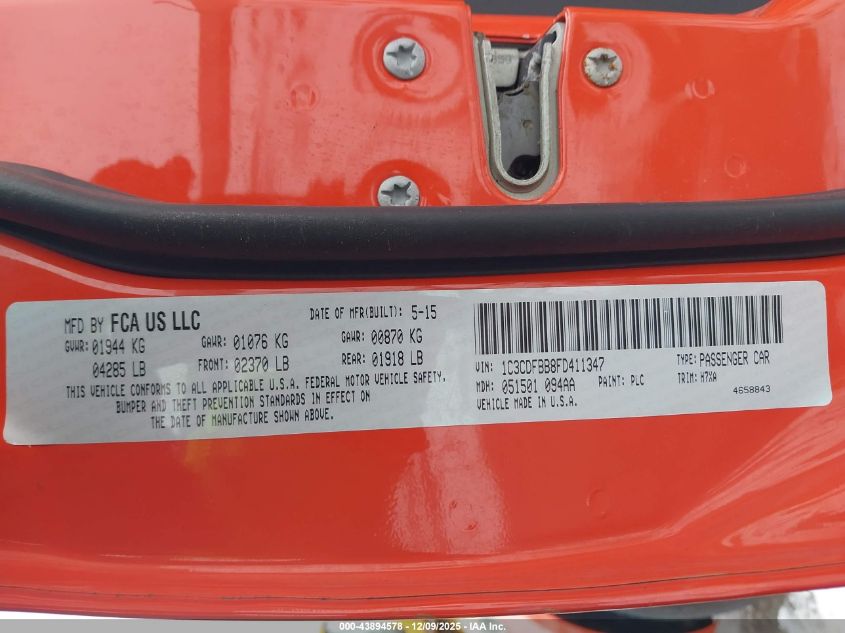 MFD BY FCA US LLC
DATE OF MFR(BUILT): 5-15
GVWR: 01944 KG
04285 LB
GAWR: 01076 KG
FRONT: 02370 LB
GAWR: 00870 KG
REAR: 01918 LB
THIS VEHICLE CONFORMS TO ALL APPLICABLE U.S.A. FEDERAL MOTOR VEHICLE SAFETY,
BUMPER AND THEFT PREVENTION STANDARDS IN EFFECT ON
THE DATE OF MANUFACTURE SHOWN ABOVE.
VIN: 1C3CDFBB8FD411347
TYPE: PASSENGER CAR
MDH: 051501 094AA
PAINT: PLC
TRIM: H7XA
VEHICLE MADE IN U.S.A.
4658843
000-43894578 - 12/09/2025 - IAA Inc.